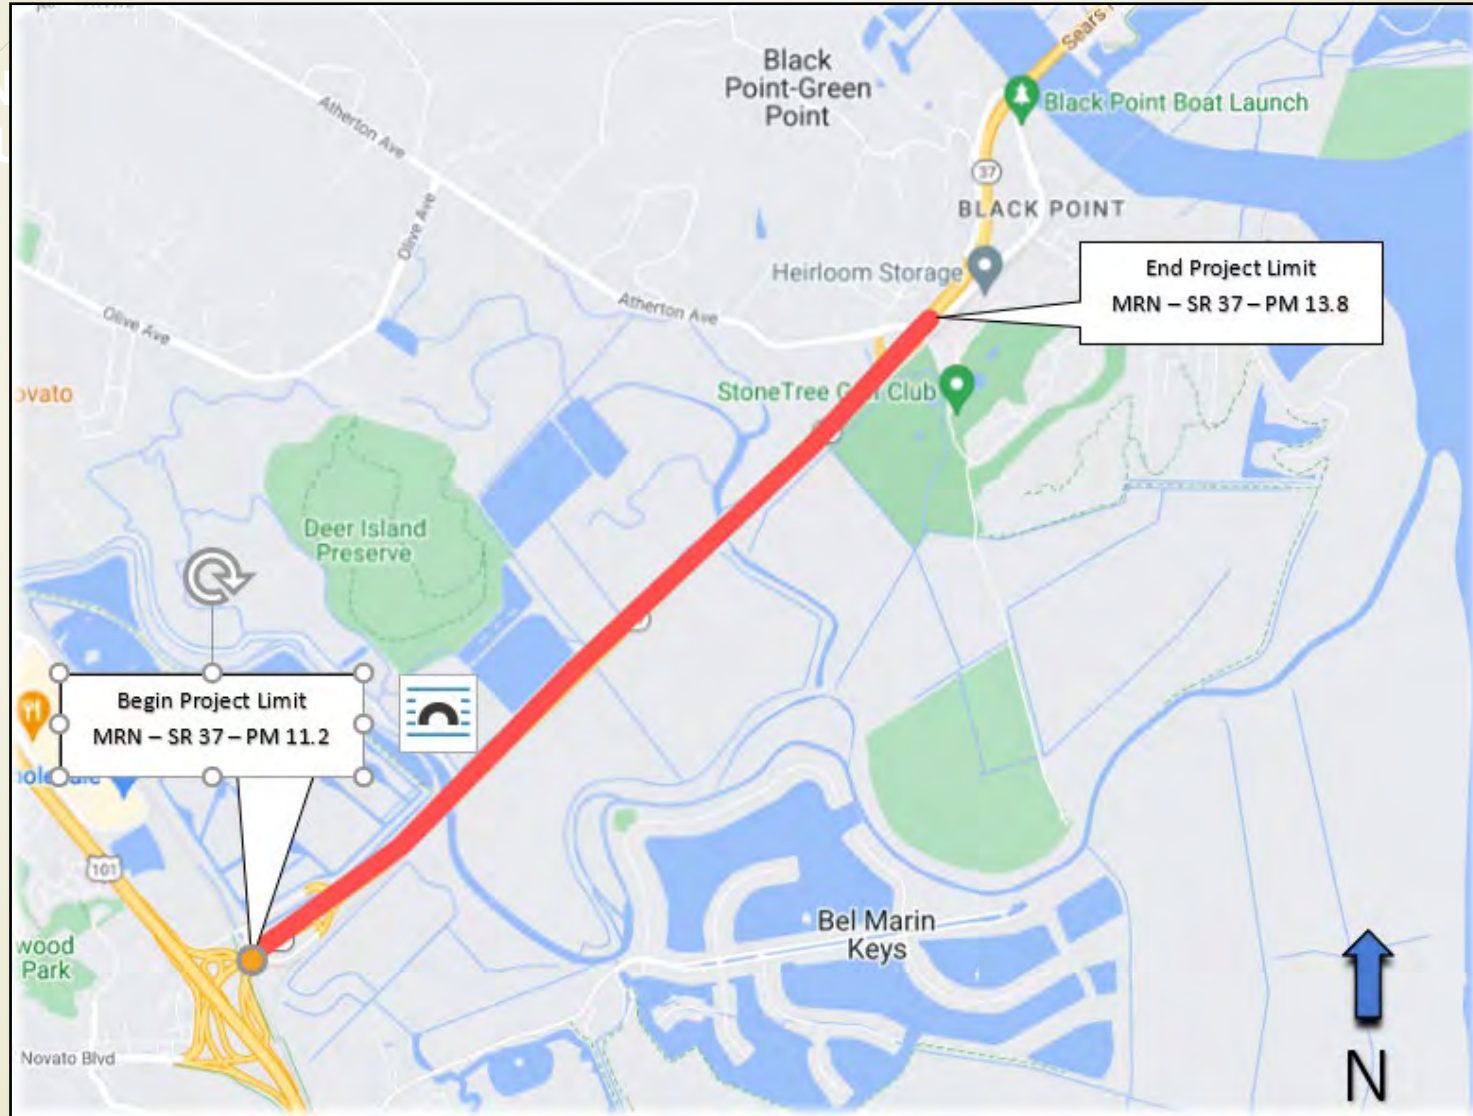 Black
Point-Green
Point
Sears
Black Point Boat Launch
Atherton Ave
37
BLACK POINT
Olive Ave
End Project Limit
MRN – SR 37 – PM 13.8
Heirloom Storage
Atherton Ave
Olive Ave
ovato
StoneTree G
Club
Deer Island
Preserve
Begin Project Limit
MRN – SR 37 – PM 11.2
101
Bel Marin
Keys
wood
Park
Novato Blvd
N